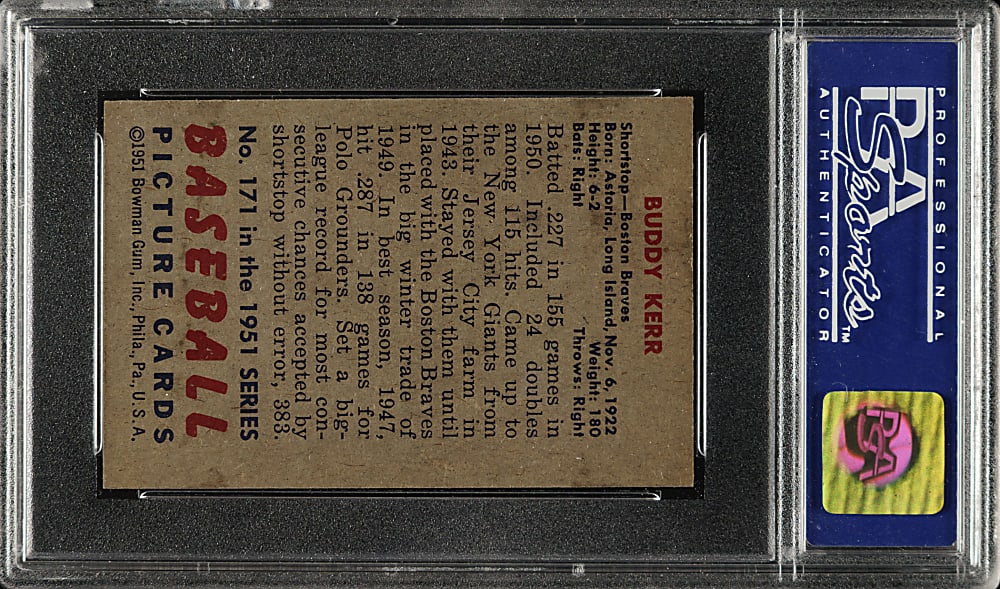 PROFESSIONAL
PSA
Sports™
AUTHENTICATOR
PSA
BUDDY KERR
Shortstop—Boston Braves
Born: Astoria, Long Island, Nov. 6, 1922
Height: 6-2 Weight: 180
Bats: Right Throws: Right
Batted .227 in 155 games in
1950. Included 24 doubles
among 115 hits. Came up to
the New York Giants from
their Jersey City farm in
1943. Stayed with them until
placed with the Boston Braves
in the big winter trade of
1949. In best season, 1947,
hit .287 in 138 games for
Polo Grounders. Set a big-
league record for most con-
secutive chances accepted by
shortstop without error, 383.
No. 171 in the 1951 SERIES
BASEBALL
PICTURE CARDS
©1951 Bowman Gum, Inc., Phila., Pa., U.S.A.